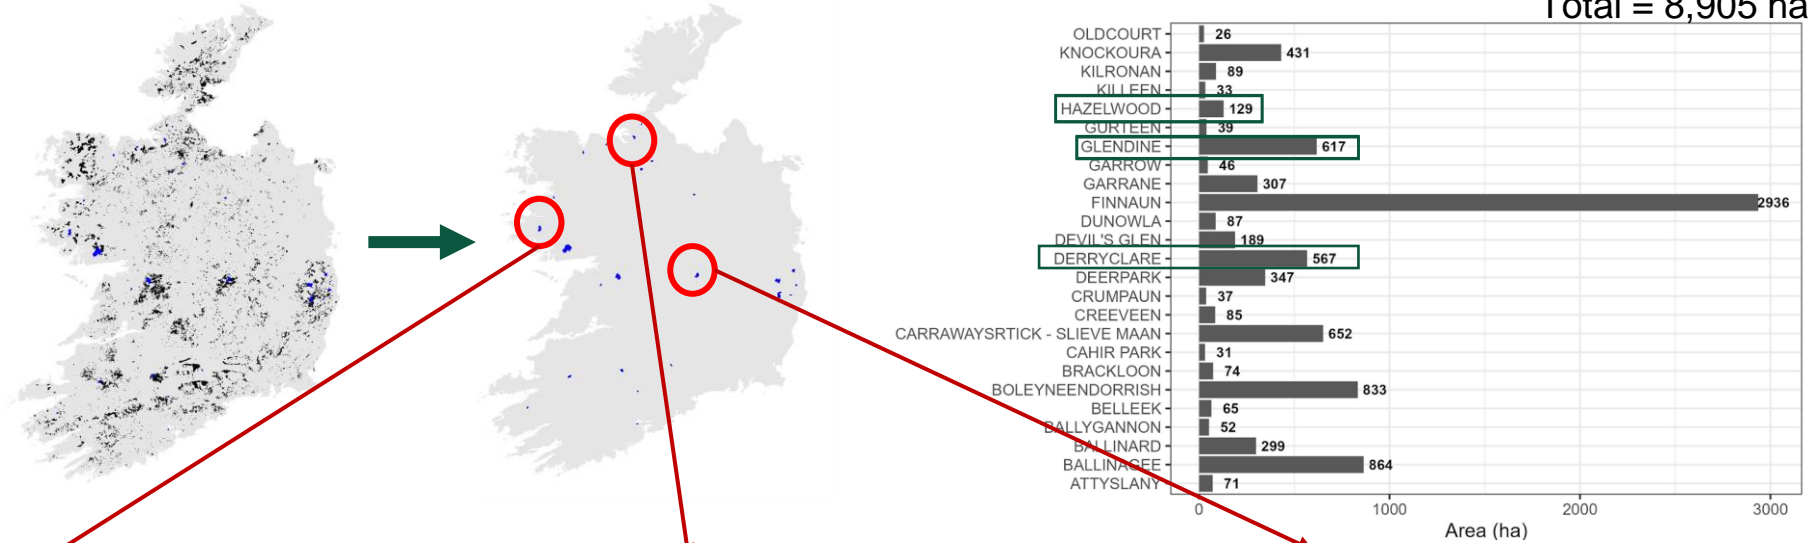 Total = 8,905 ha
OLDCOURT 26
KNOCKOURA 431
KILRONAN 89
KILLEEN 33
HAZELWOOD 129
GURTEEN 39
GLENDINE 617
GARROW 46
GARRANE 307
FINNAUN 2936
DUNOWLA 87
DEVIL'S GLEN 189
DERRYCLARE 567
DEERPARK 347
CRUMPAUN 37
CREEVEEN 85
CARRAWAYSRTICK - SLIEVE MAAN 652
CAHIR PARK 31
BRACKLOON 74
BOLEYNEENDORRISH 833
BELLEEK 65
BALLYGANNON 52
BALLINARD 299
BALLINAGEE 864
ATTYSLANY 71
0 1000 2000 3000
Area (ha)